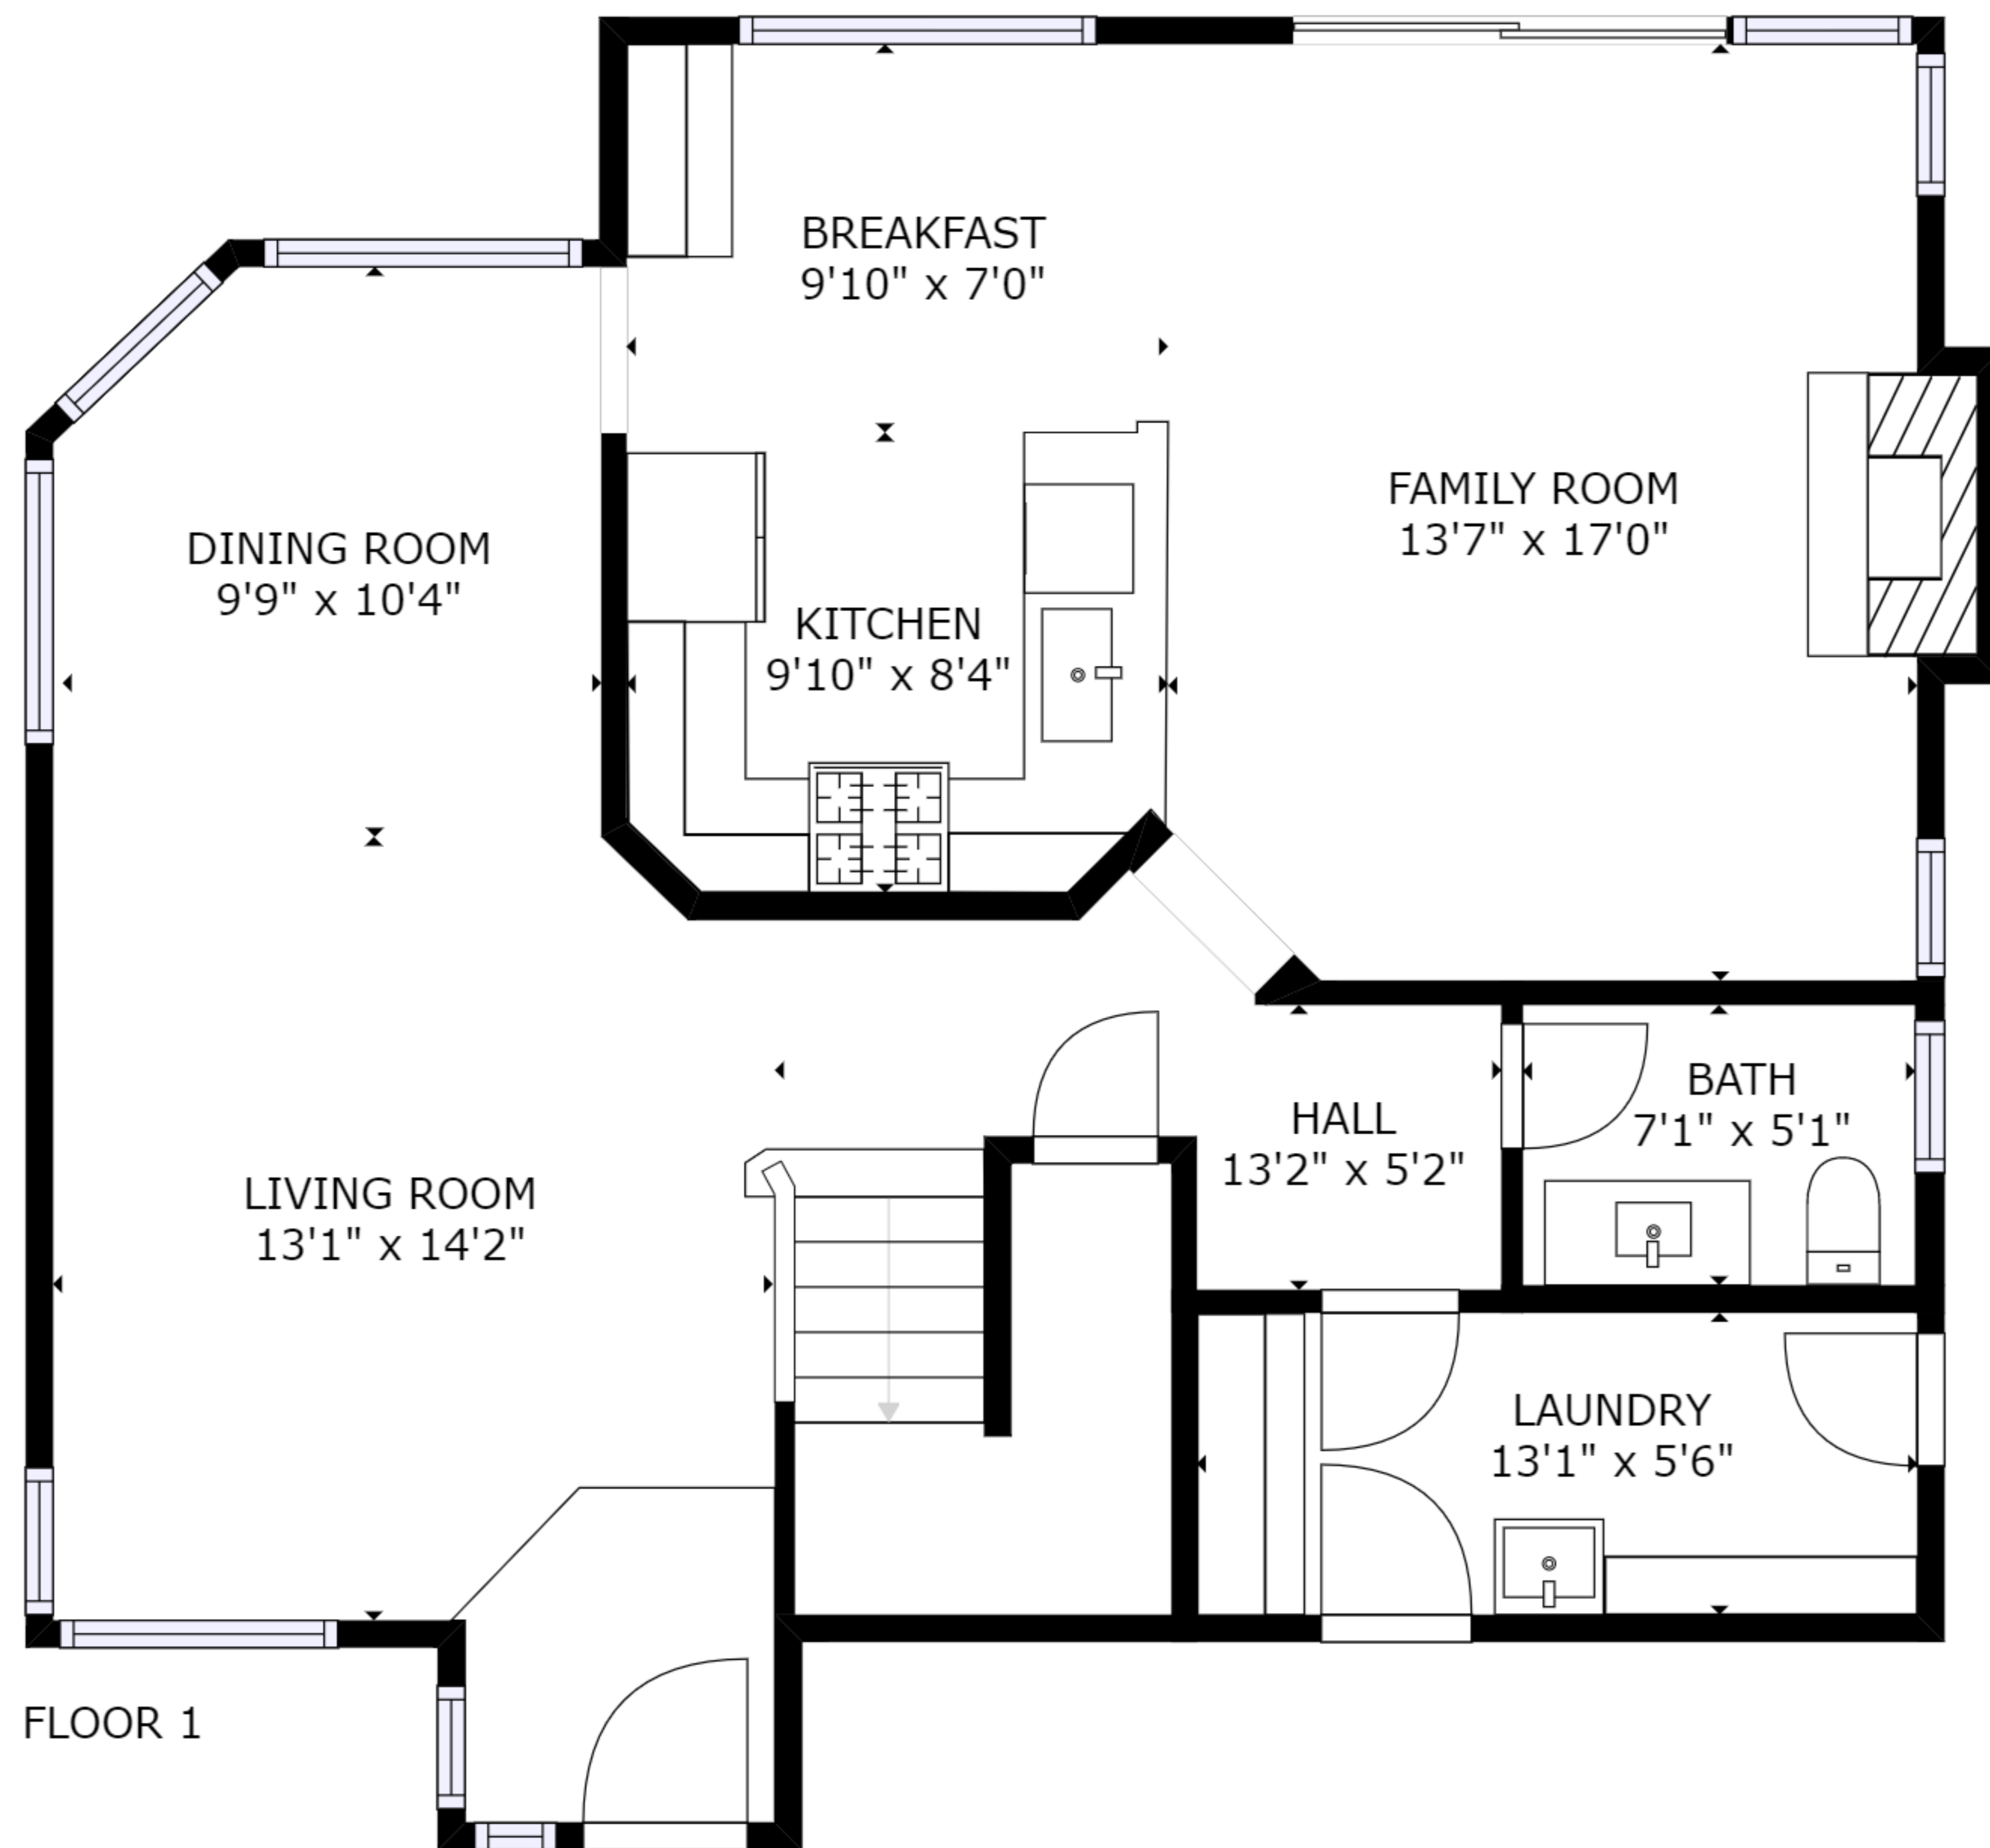 BREAKFAST
9'10" x 7'0"
FAMILY ROOM
13'7" x 17'0"
DINING ROOM
9'9" x 10'4"
KITCHEN
9'10" x 8'4"
BATH
7'1" x 5'1"
HALL
13'2" x 5'2"
LIVING ROOM
13'1" x 14'2"
LAUNDRY
13'1" x 5'6"
FLOOR 1